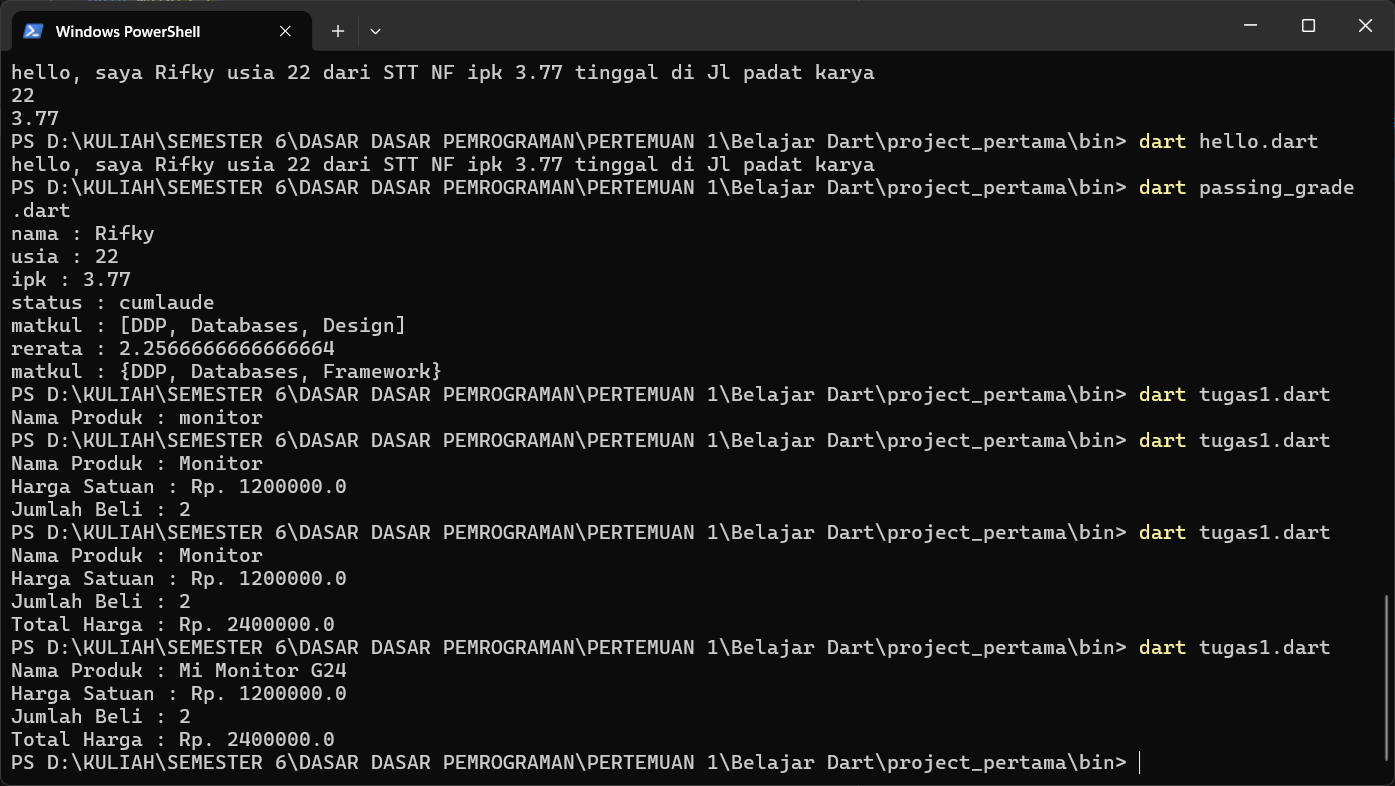 Windows PowerShell
hello, saya Rifky usia 22 dari STT NF ipk 3.77 tinggal di Jl padat karya
22
3.77
PS D:\KULIAH\SEMESTER 6\DASAR DASAR PEMROGRAMAN\PERTEMUAN 1\Belajar Dart\project_pertama\bin> dart hello.dart
hello, saya Rifky usia 22 dari STT NF ipk 3.77 tinggal di Jl padat karya
PS D:\KULIAH\SEMESTER 6\DASAR DASAR PEMROGRAMAN\PERTEMUAN 1\Belajar Dart\project_pertama\bin> dart passing_grade
.dart
nama : Rifky
usia : 22
ipk : 3.77
status : cumlaude
matkul : [DDP, Databases, Design]
rerata : 2.2566666666666664
matkul : {DDP, Databases, Framework}
PS D:\KULIAH\SEMESTER 6\DASAR DASAR PEMROGRAMAN\PERTEMUAN 1\Belajar Dart\project_pertama\bin> dart tugas1.dart
Nama Produk : monitor
PS D:\KULIAH\SEMESTER 6\DASAR DASAR PEMROGRAMAN\PERTEMUAN 1\Belajar Dart\project_pertama\bin> dart tugas1.dart
Nama Produk : Monitor
Harga Satuan : Rp. 1200000.0
Jumlah Beli : 2
PS D:\KULIAH\SEMESTER 6\DASAR DASAR PEMROGRAMAN\PERTEMUAN 1\Belajar Dart\project_pertama\bin> dart tugas1.dart
Nama Produk : Monitor
Harga Satuan : Rp. 1200000.0
Jumlah Beli : 2
Total Harga : Rp. 2400000.0
PS D:\KULIAH\SEMESTER 6\DASAR DASAR PEMROGRAMAN\PERTEMUAN 1\Belajar Dart\project_pertama\bin> dart tugas1.dart
Nama Produk : Mi Monitor G24
Harga Satuan : Rp. 1200000.0
Jumlah Beli : 2
Total Harga : Rp. 2400000.0
PS D:\KULIAH\SEMESTER 6\DASAR DASAR PEMROGRAMAN\PERTEMUAN 1\Belajar Dart\project_pertama\bin>